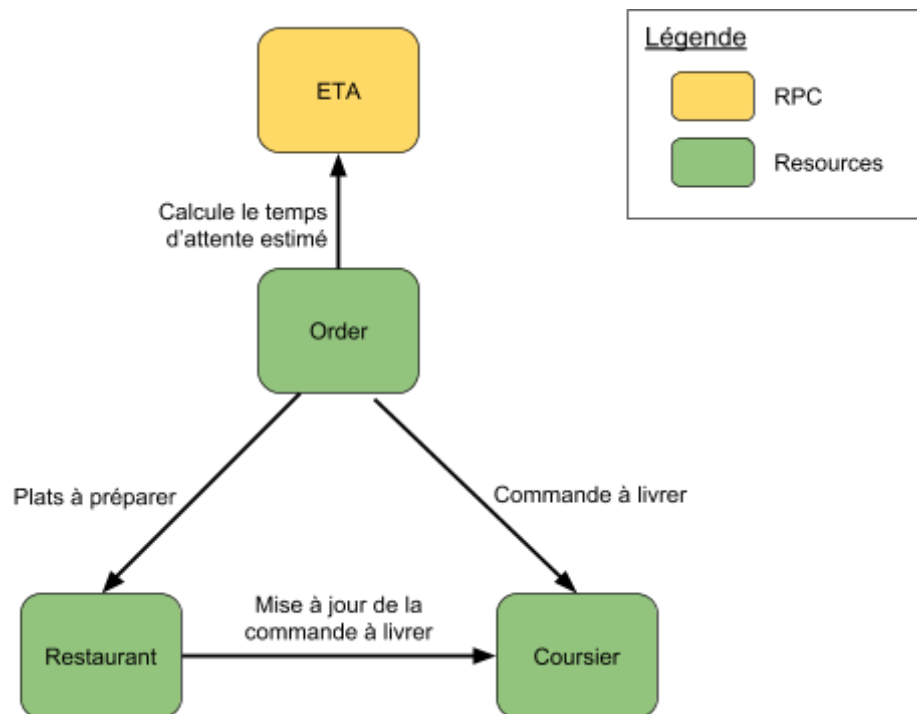 Légende
RPC
Resources
ETA
Calcule le temps
d'attente estimé
Order
Plats à préparer
Commande à livrer
Mise à jour de la
commande à livrer
Restaurant
Coursier